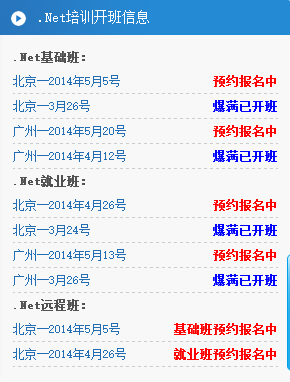 .Net培训开班信息
.Net基础班：
北京—2014年5月5号 预约报名中
北京—3月26号 爆满已开班
广州—2014年5月20号 预约报名中
广州—2014年4月12号 爆满已开班
.Net就业班：
北京—2014年4月26号 预约报名中
北京—3月24号 爆满已开班
广州—2014年5月13号 预约报名中
广州—3月26号 爆满已开班
.Net远程班：
北京—2014年5月5号 基础班预约报名中
北京—2014年4月26号 就业班预约报名中